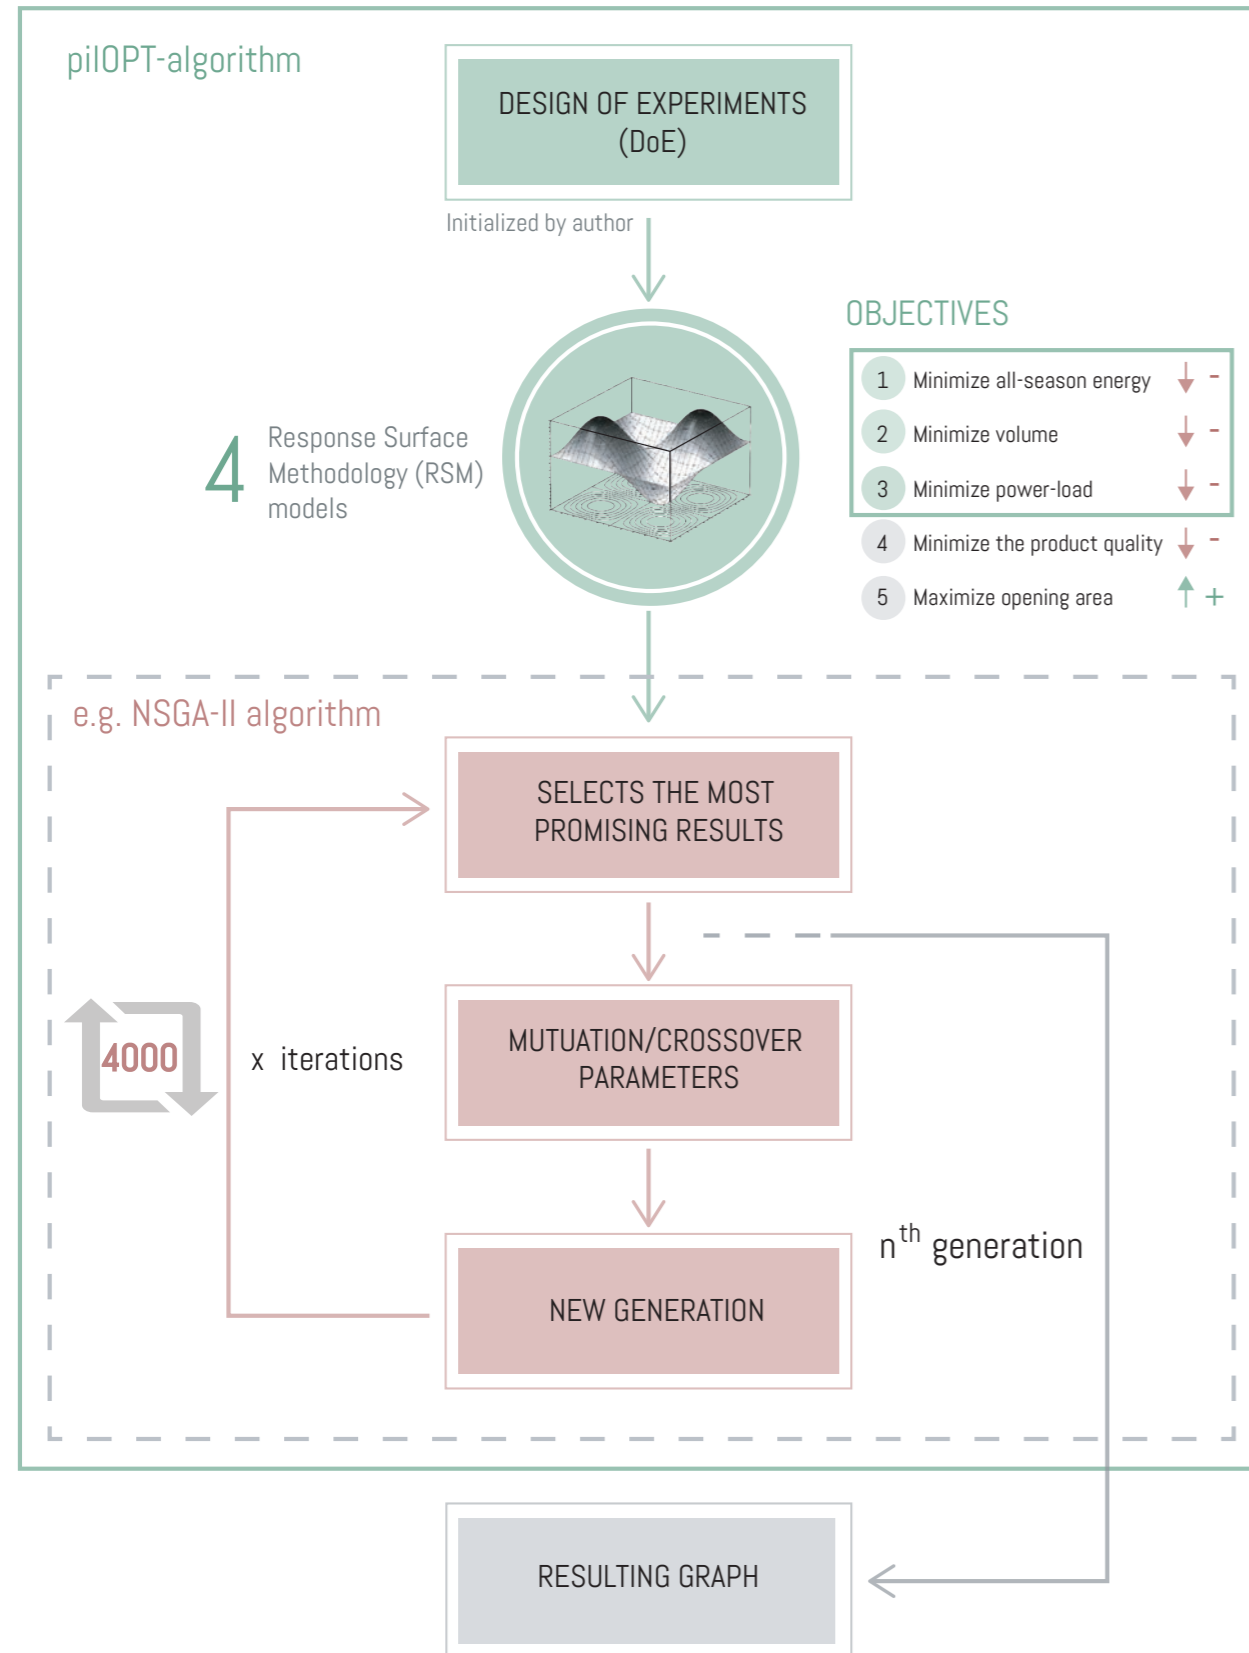 pilOPT-algorithm
DESIGN OF EXPERIMENTS
(DoE)
Initialized by author
4
Response Surface
Methodology (RSM)
models
OBJECTIVES
1 Minimize all-season energy -
2 Minimize volume -
3 Minimize power-load -
4 Minimize the product quality -
5 Maximize opening area +
e.g. NSGA-II algorithm
SELECTS THE MOST
PROMISING RESULTS
MUTUATION/CROSSOVER
PARAMETERS
4000 x iterations
nth generation
NEW GENERATION
RESULTING GRAPH